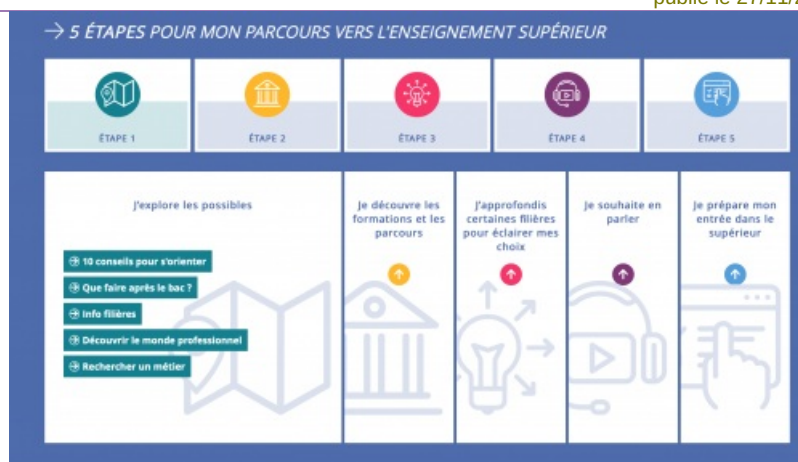 publié le 27/11/2
→ 5 ÉTAPES POUR MON PARCOURS VERS L'ENSEIGNEMENT SUPÉRIEUR
ÉTAPE 1
ÉTAPE 2
ÉTAPE 3
ÉTAPE 4
ÉTAPE 5
J'explore les possibles
10 conseils pour s'orienter
Que faire après le bac ?
Info filières
Découvrir le monde professionnel
Rechercher un métier
Je découvre les
formations et les
parcours
J'approfondis
certaines filières
pour éclairer mes
choix
Je souhaite en
parler
Je prépare mon
entrée dans le
supérieur